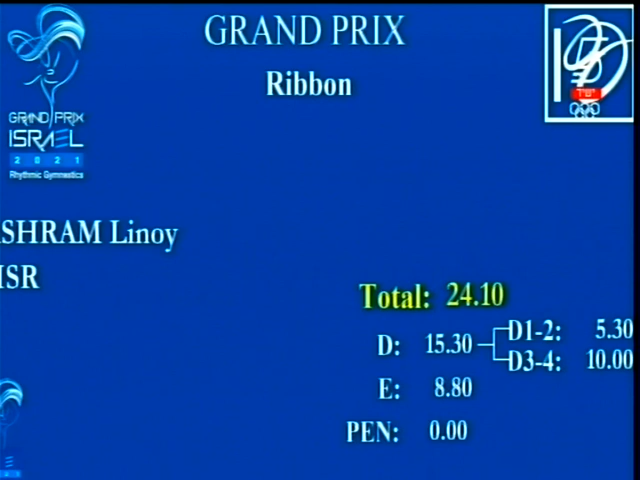 GRAND PRIX
Ribbon
GRAND PRIX
ISRAEL
2021
Rhythmic Gymnastics
SHRAM Linoy
ISR
Total: 24.10
D: 15.30
D1-2: 5.30
D3-4: 10.00
E: 8.80
PEN: 0.00